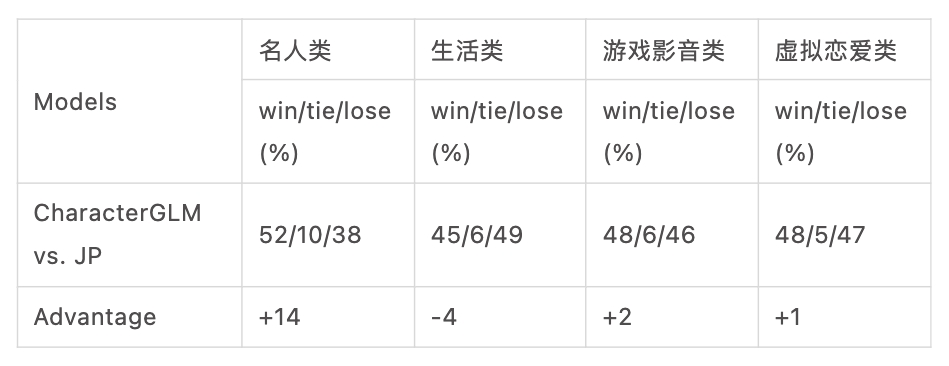 Models
名人类
生活类
游戏影音类
虚拟恋爱类
win/tie/lose
(%)
win/tie/lose
(%)
win/tie/lose
(%)
win/tie/lose
(%)
CharacterGLM
vs. JP
52/10/38
45/6/49
48/6/46
48/5/47
Advantage
+14
-4
+2
+1